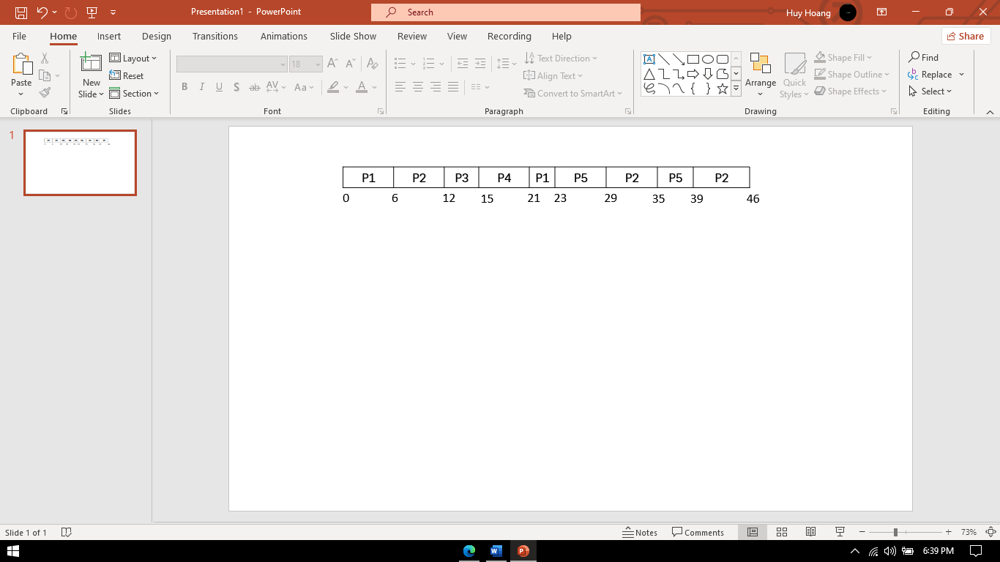 Presentation1 - PowerPoint
Search
Huy Hoang
File Home Insert Design Transitions Animations Slide Show Review View Recording Help
Share
Paste
Clipboard
New Slide
Layout
Reset
Section
Slides
18
B I U S ab AV Aa A
Font
Text Direction
Align Text
Convert to SmartArt
Paragraph
Arrange
Quick Styles
Shape Fill
Shape Outline
Shape Effects
Drawing
Find
Replace
Select
Editing
1
P1 P2 P3 P4 P1 P5 P2 P5 P2
0 6 12 15 21 23 29 35 39 46
Slide 1 of 1
Notes
Comments
73%
6:39 PM